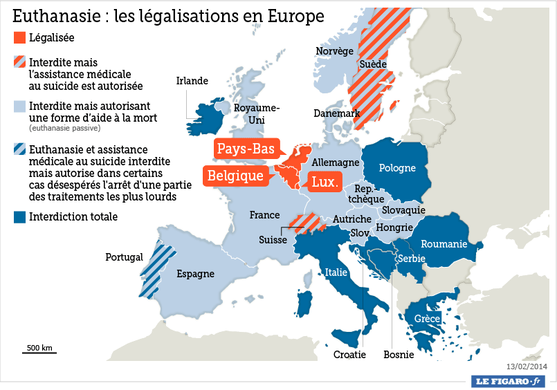 Euthanasie : les légalisations en Europe
Légalisée
Interdite mais
l'assistance médicale
au suicide est autorisée
Interdite mais autorisant
une forme d'aide à la mort
(euthanasie passive)
Euthanasie et assistance
médicale au suicide interdite
mais autorise dans certains
cas désespérés l'arrêt d'une partie
des traitements les plus lourds
Interdiction totale
Norvège
Suède
Irlande
Royaume-
Uni
Danemark
Pays-Bas
Allemagne
Pologne
Belgique
Lux.
Rep.
tchèque
Slovaquie
France
Autriche
Hongrie
Suisse
Slov.
Roumanie
Portugal
Serbie
Espagne
Italie
Grèce
Croatie
Bosnie
500 km
13/02/2014
LE FIGARO·fr